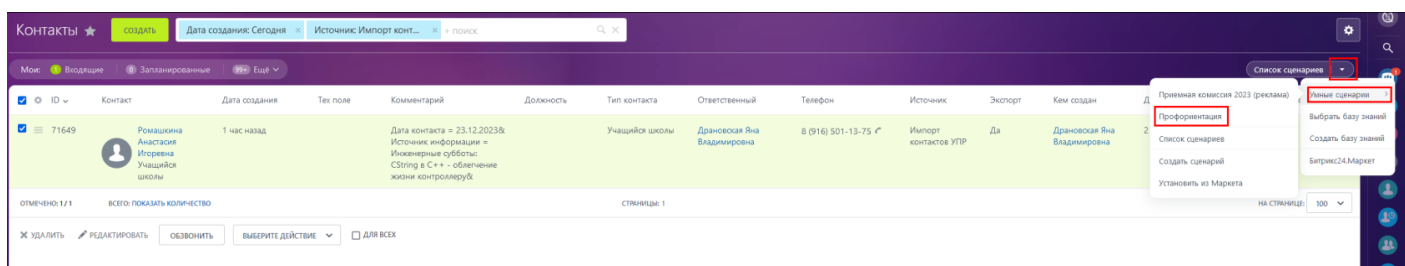 Контакты СОЗДАТЬ Дата создания: Сегодня × Источник: Импорт конт... × + поиск
Мои: 1 Входящие 0 Запланированные 99+ Ещё Список сценариев
ID Контакт Дата создания Тех поле Комментарий Должность Тип контакта Ответственный Телефон Источник Экспорт Кем создан
71649 Ромашкина Анастасия Игоревна Учащийся школы
1 час назад
Дата контакта = 23.12.2023&
Источник информации =
Инженерные субботы:
CString в C++ - облегчение
жизни контроллеру&
Учащийся школы
Драновская Яна
Владимировна
8 (916) 501-13-75
Импорт
контактов УПР
Да
Драновская Яна
Владимировна
Приемная комиссия 2023 (реклама)
Профориентация
Список сценариев
Создать сценарий
Установить из Маркета
Умные сценарии
Выбрать базу знаний
Создать базу знаний
Битрикс24.Маркет
ОТМЕЧЕНО: 1 / 1 ВСЕГО: ПОКАЗАТЬ КОЛИЧЕСТВО СТРАНИЦЫ: 1 НА СТРАНИЦЕ: 100
УДАЛИТЬ РЕДАКТИРОВАТЬ ОБЗВОНИТЬ ВЫБЕРИТЕ ДЕЙСТВИЕ ДЛЯ ВСЕХ